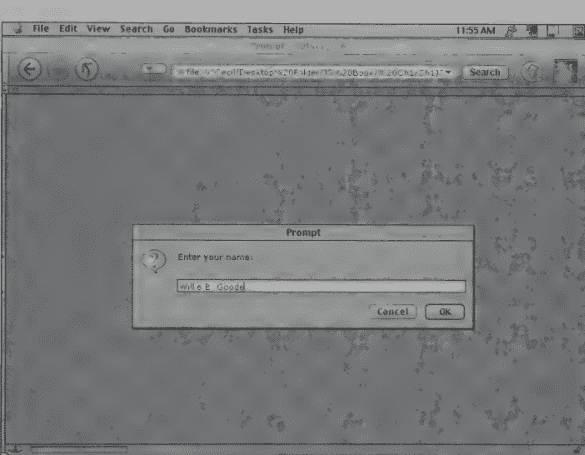 File Edit View Search Go Bookmarks Tasks Help 11:55 AM
Search
Prompt
Enter your name:
Willie B. Goode
Cancel OK